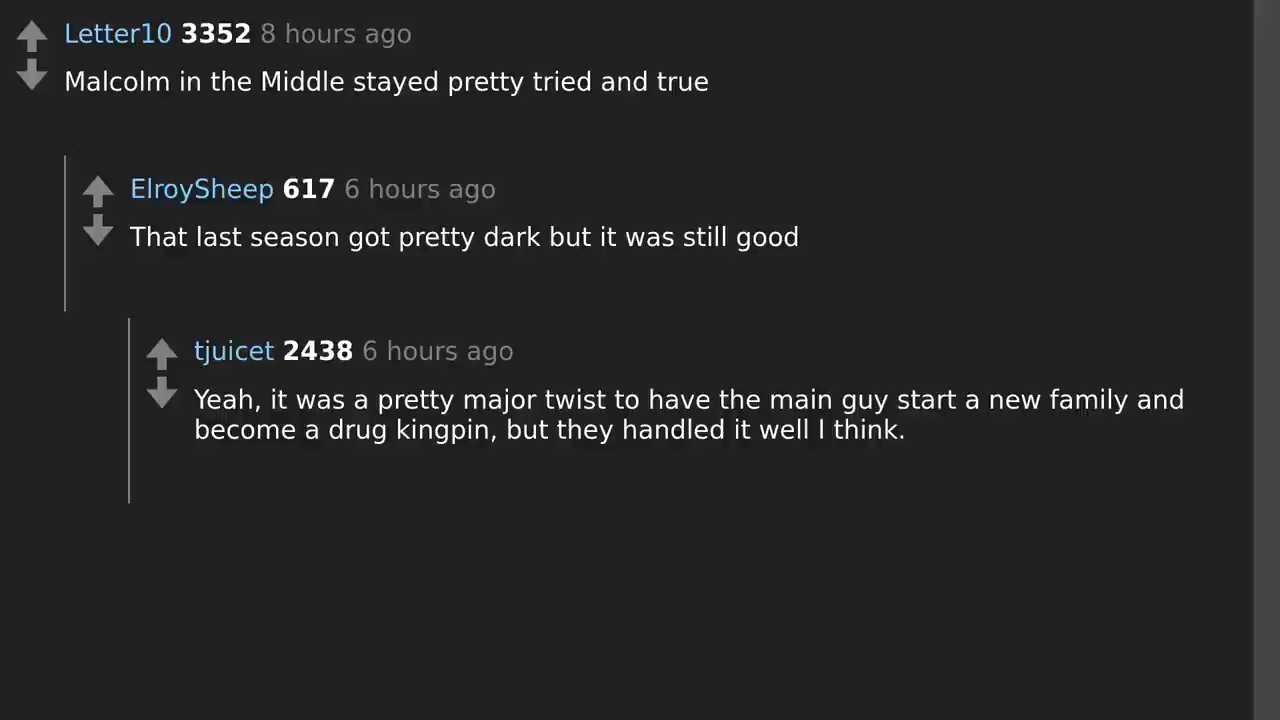 Letter10 3352 8 hours ago
Malcolm in the Middle stayed pretty tried and true
ElroySheep 617 6 hours ago
That last season got pretty dark but it was still good
tjuicet 2438 6 hours ago
Yeah, it was a pretty major twist to have the main guy start a new family and
become a drug kingpin, but they handled it well I think.